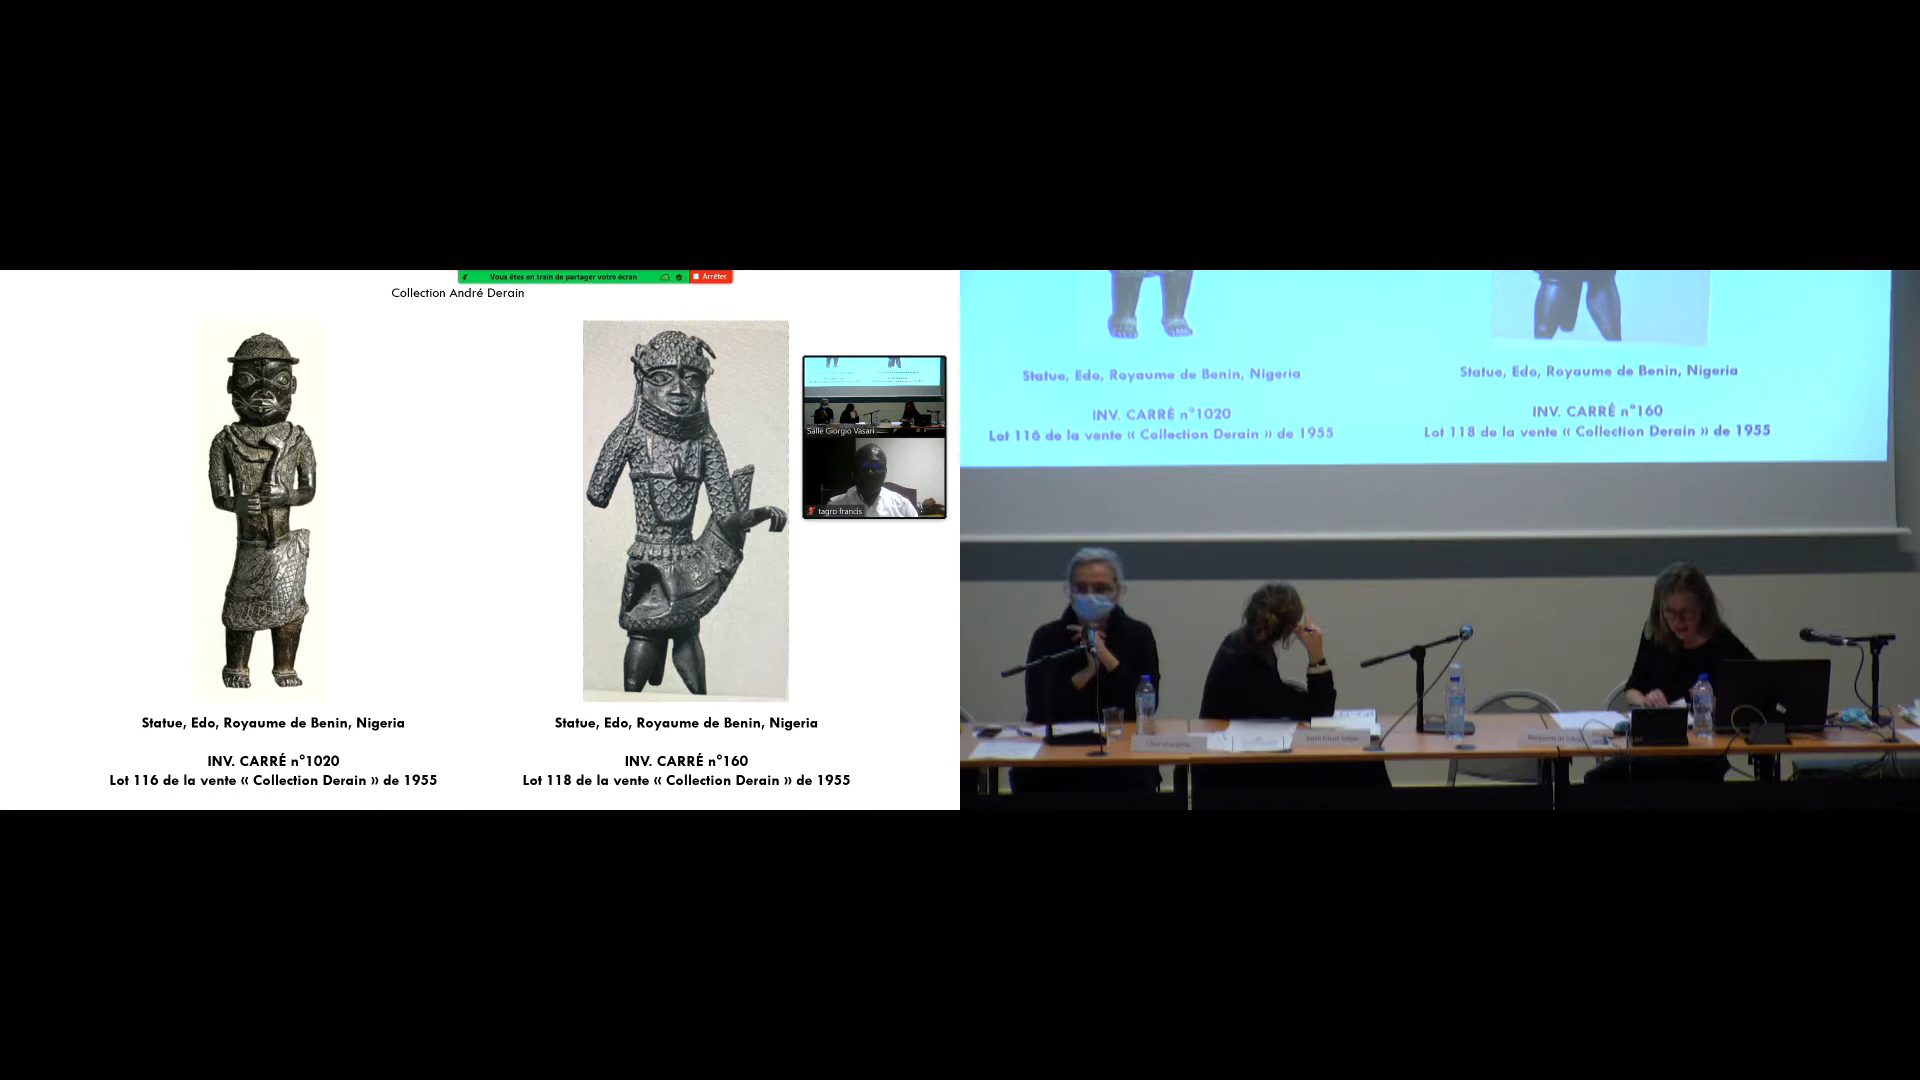 Vous êtes en train de partager votre écran
Arrêter
Collection André Derain
Salle Giorgio Vasari
tagro francis
Statue, Edo, Royaume de Benin, Nigeria
INV. CARRÉ n°1020
Lot 116 de la vente « Collection Derain » de 1955
Statue, Edo, Royaume de Benin, Nigeria
INV. CARRÉ n°160
Lot 118 de la vente « Collection Derain » de 1955
Statue, Edo, Royaume de Benin, Nigeria
INV. CARRÉ n°1020
Lot 116 de la vente « Collection Derain » de 1955
Statue, Edo, Royaume de Benin, Nigeria
INV. CARRÉ n°160
Lot 118 de la vente « Collection Derain » de 1955